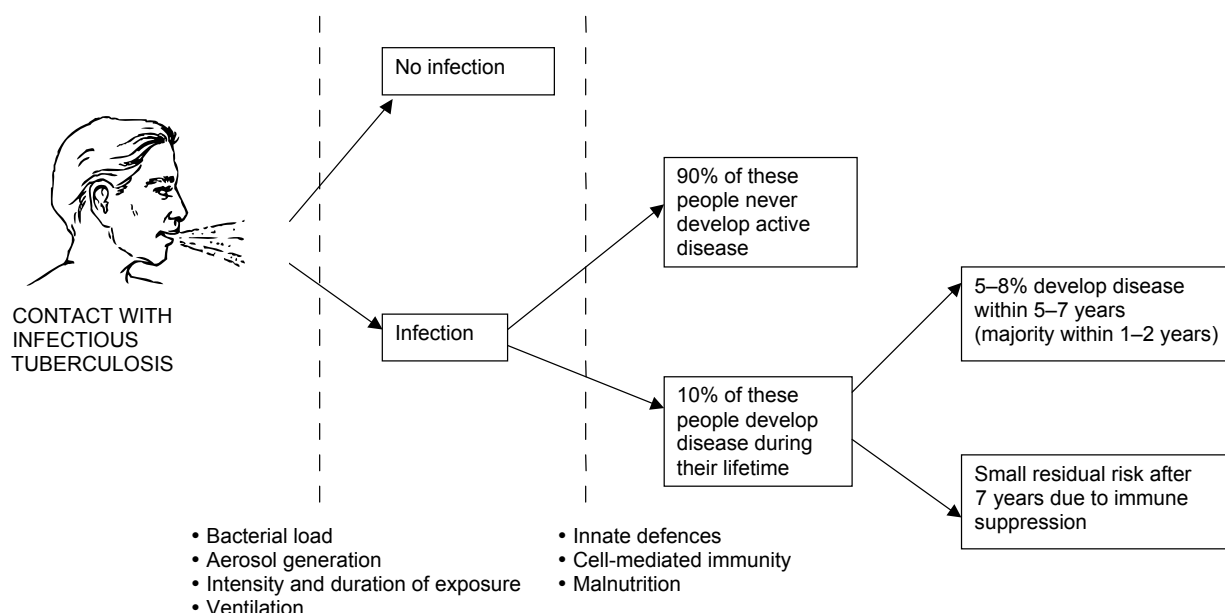 No infection
CONTACT WITH
INFECTIOUS
TUBERCULOSIS
Infection
90% of these
people never
develop active
disease
10% of these
people develop
disease during
their lifetime
5–8% develop disease
within 5–7 years
(majority within 1–2 years)
Small residual risk after
7 years due to immune
suppression
• Bacterial load
• Aerosol generation
• Intensity and duration of exposure
• Ventilation
• Innate defences
• Cell-mediated immunity
• Malnutrition